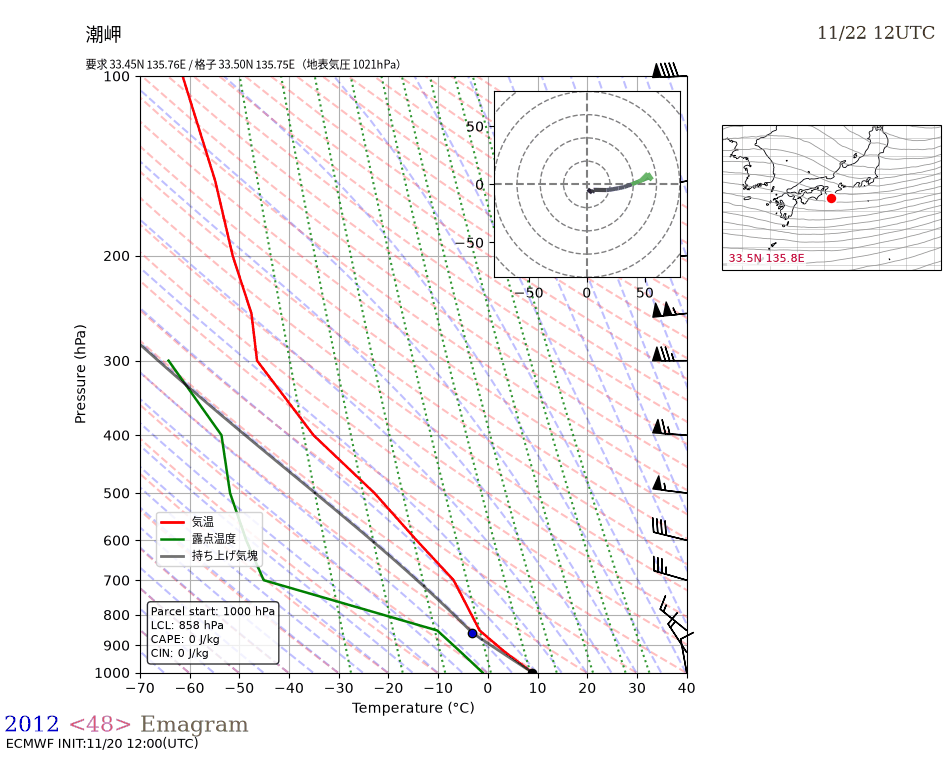 潮岬
11/22 12UTC
要求 33.45N 135.76E / 格子 33.50N 135.75E（地表気圧 1021hPa）
100
200
300
400
500
600
700
800
900
1000
Pressure (hPa)
50
0
−50
−50 0 50
33.5N 135.8E
気温
露点温度
持ち上げ気塊
Parcel start: 1000 hPa
LCL: 858 hPa
CAPE: 0 J/kg
CIN: 0 J/kg
−70 −60 −50 −40 −30 −20 −10 0 10 20 30 40
Temperature (°C)
2012 <48> Emagram
ECMWF INIT:11/20 12:00(UTC)